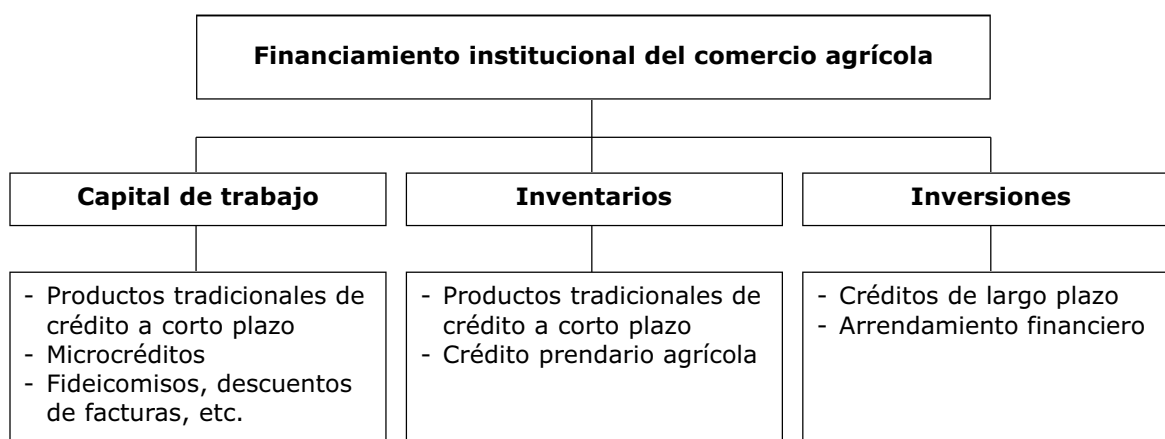 Financiamiento institucional del comercio agrícola
Capital de trabajo
- Productos tradicionales de
crédito a corto plazo
- Microcréditos
- Fideicomisos, descuentos
de facturas, etc.
Inventarios
- Productos tradicionales de
crédito a corto plazo
- Crédito prendario agrícola
Inversiones
- Créditos de largo plazo
- Arrendamiento financiero